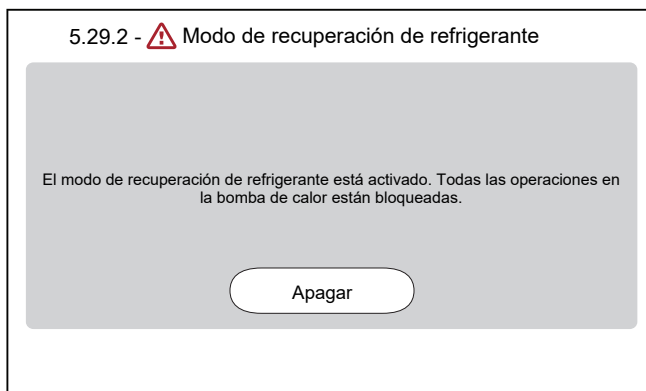 5.29.2 - Modo de recuperación de refrigerante
El modo de recuperación de refrigerante está activado. Todas las operaciones en
la bomba de calor están bloqueadas.
Apagar